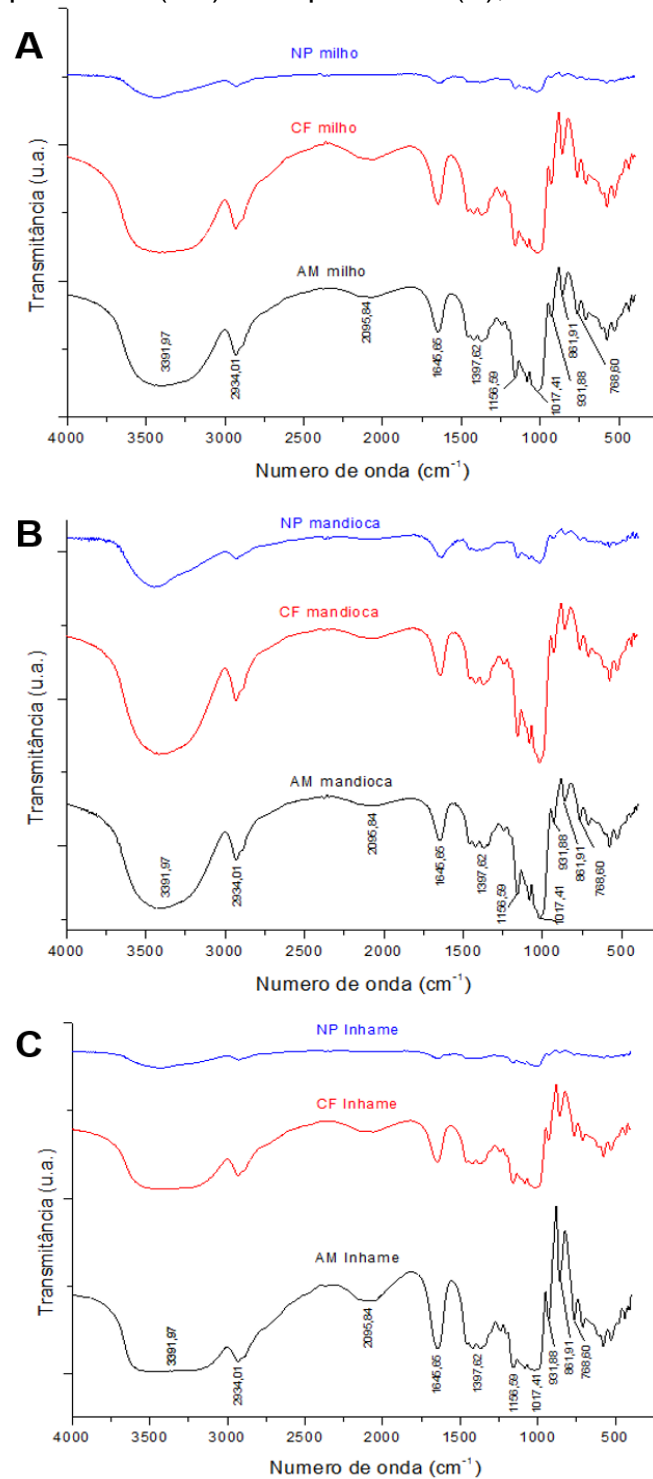 A
NP milho
CF milho
AM milho
3391,97
2934,01
2095,84
1645,65
1397,62
1156,59
1017,41
931,88
861,91
768,60
Transmitância (u.a.)
4000 3500 3000 2500 2000 1500 1000 500
Numero de onda (cm⁻¹)
B
NP mandioca
CF mandioca
AM mandioca
3391,97
2934,01
2095,84
1645,65
1397,62
1156,59
1017,41
931,88
861,91
768,60
Transmitância (u.a.)
4000 3500 3000 2500 2000 1500 1000 500
Numero de onda (cm⁻¹)
C
NP Inhame
CF Inhame
AM Inhame
3391,97
2934,01
2095,84
1645,65
1397,62
1156,59
1017,41
931,88
861,91
768,60
Transmitância (u.a.)
4000 3500 3000 2500 2000 1500 1000 500
Numero de onda (cm⁻¹)